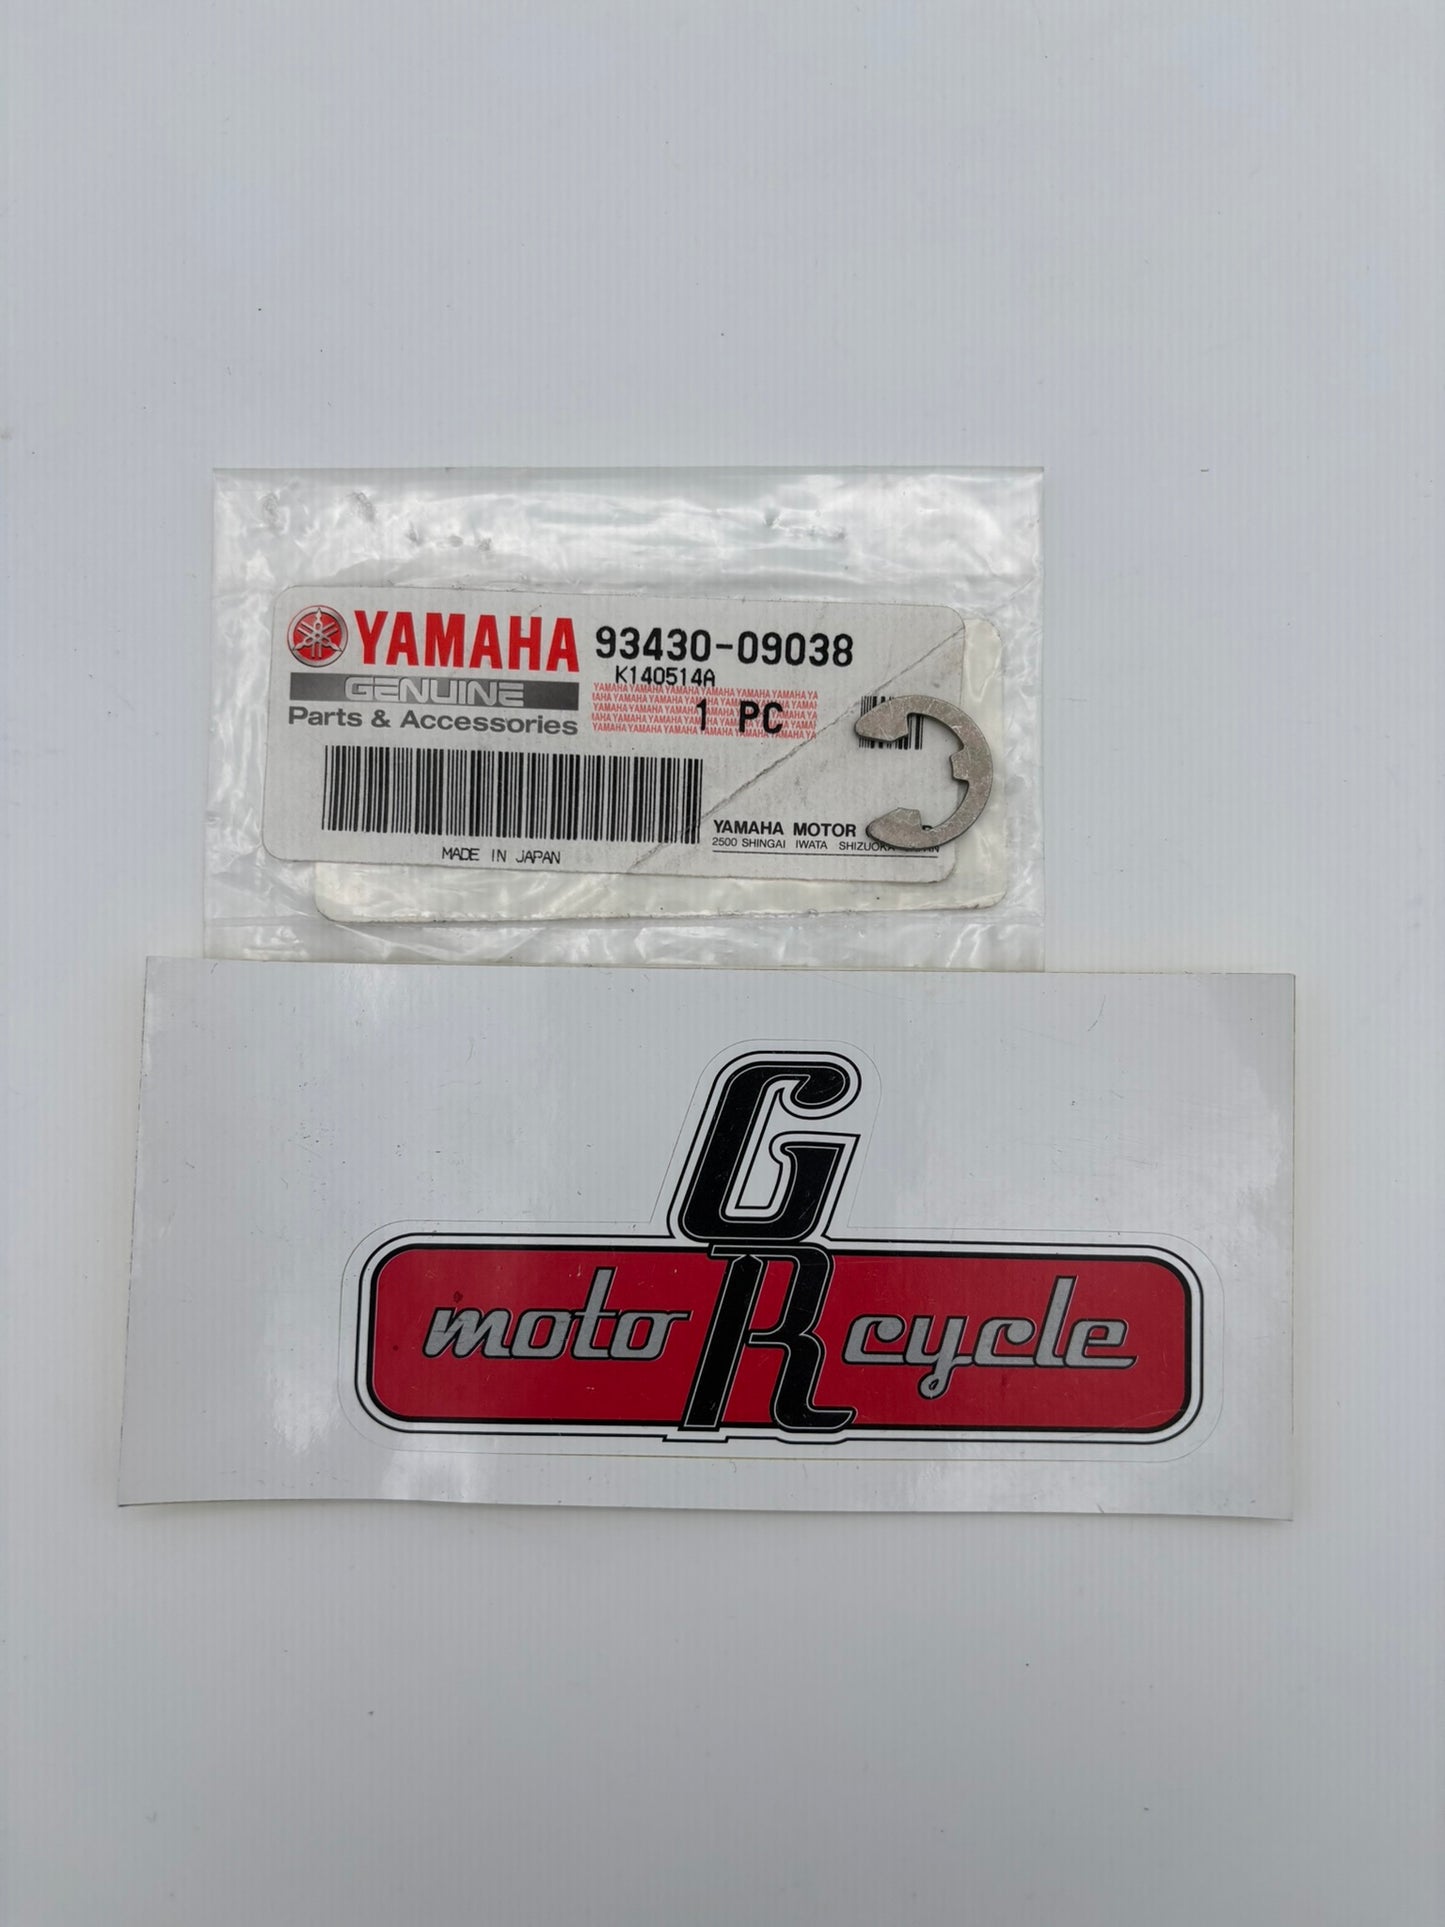 YAMAHA 93430-09038
GENUINE K140514A
Parts & Accessories 1 PC
MADE IN JAPAN
YAMAHA MOTOR
2500 SHINGAI IWATA SHIZUOKA
GR
moto cycle